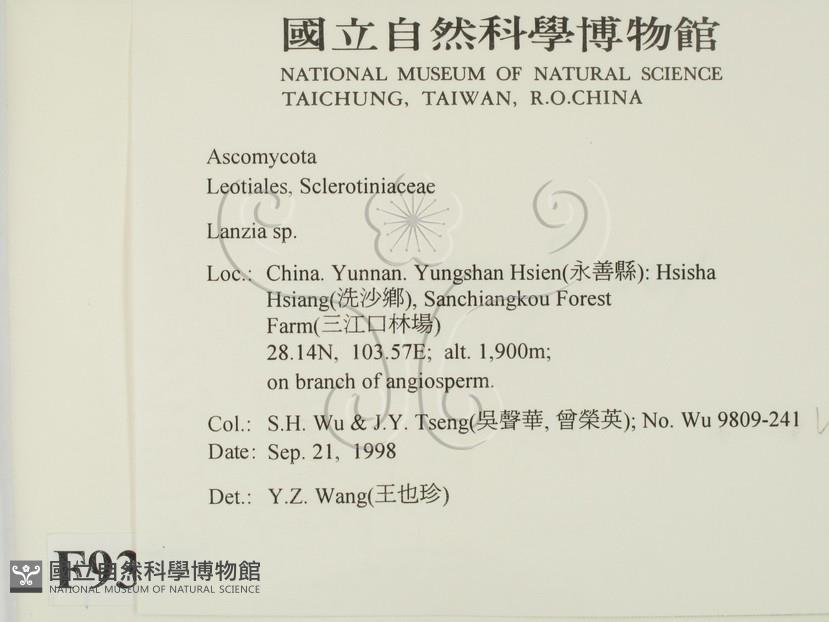 國立自然科學博物館
NATIONAL MUSEUM OF NATURAL SCIENCE
TAICHUNG, TAIWAN, R.O.CHINA
Ascomycota
Leotiales, Sclerotiniaceae
Lanzia sp.
Loc.: China. Yunnan. Yungshan Hsien(永善縣): Hsisha
Hsiang(洗沙鄉), Sanchiangkou Forest
Farm(三江口林場)
28.14N, 103.57E; alt. 1,900m;
on branch of angiosperm.
Col.: S.H. Wu & J.Y. Tseng(吳聲華, 曾榮英); No. Wu 9809-241
Date: Sep. 21, 1998
Det.: Y.Z. Wang(王也珍)
F93
國立自然科學博物館
NATIONAL MUSEUM OF NATURAL SCIENCE